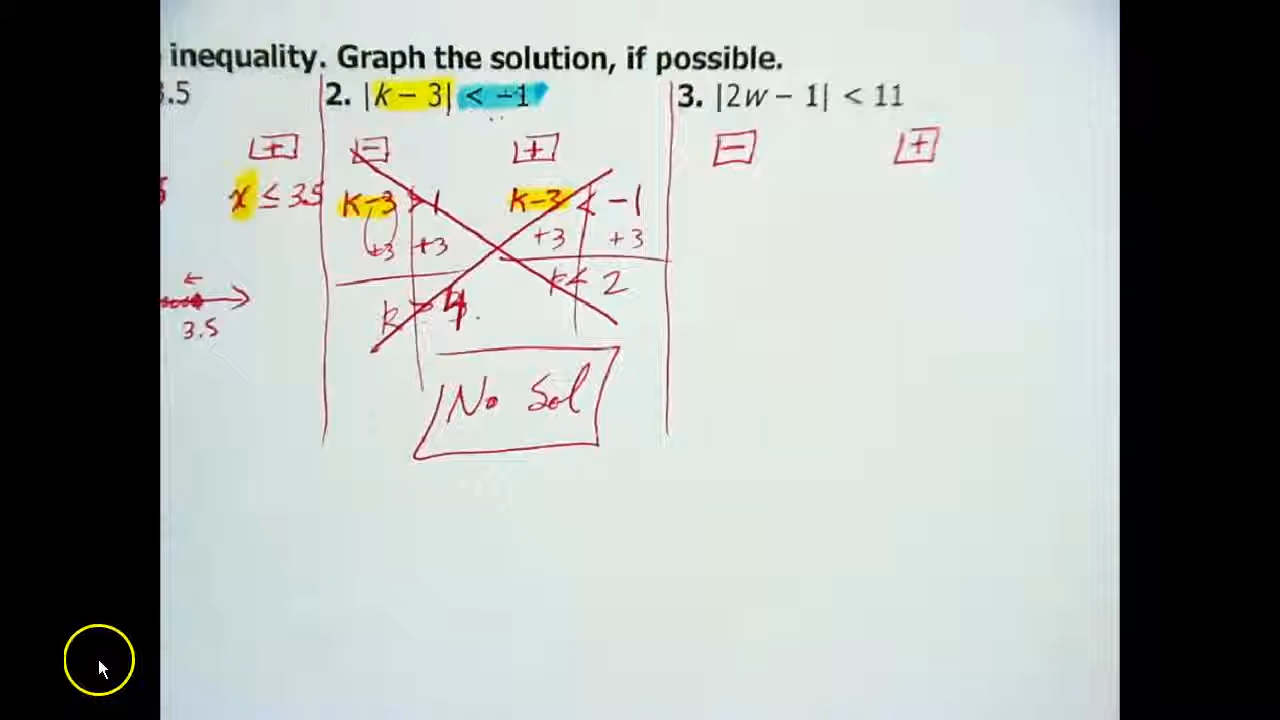 inequality. Graph the solution, if possible.
.5
2. |k – 3| < –1
3. |2w – 1| < 11
+
–
+
–
+
x ≤ 3.5
k-3 > 1
k-3 < -1
+3 +3
+3 +3
k < 2
k > 4.
3.5
No Sol